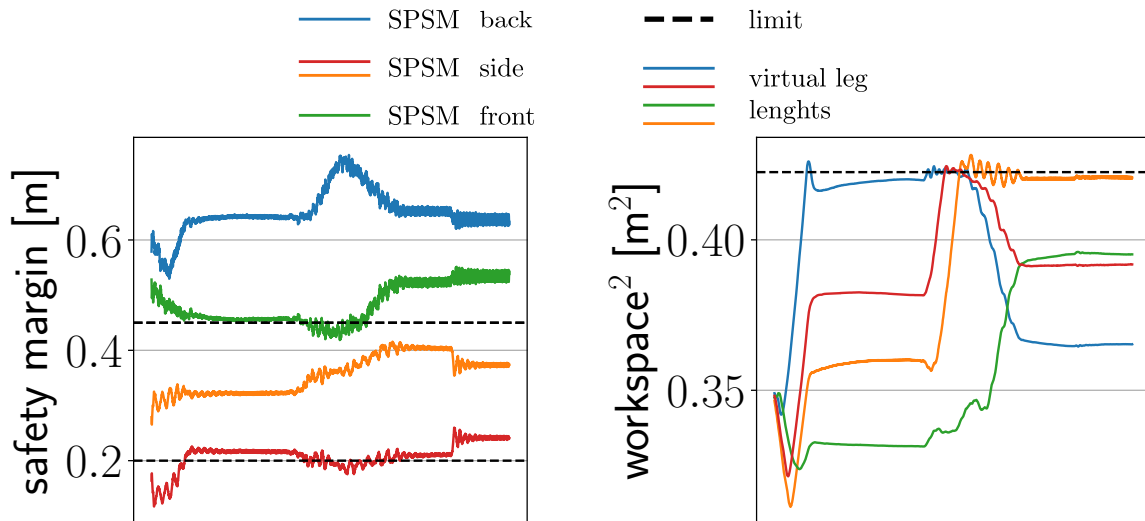 SPSM back
SPSM side
SPSM front
limit
virtual leg
lenghts
safety margin [m]
0.6
0.4
0.2
workspace² [m²]
0.40
0.35